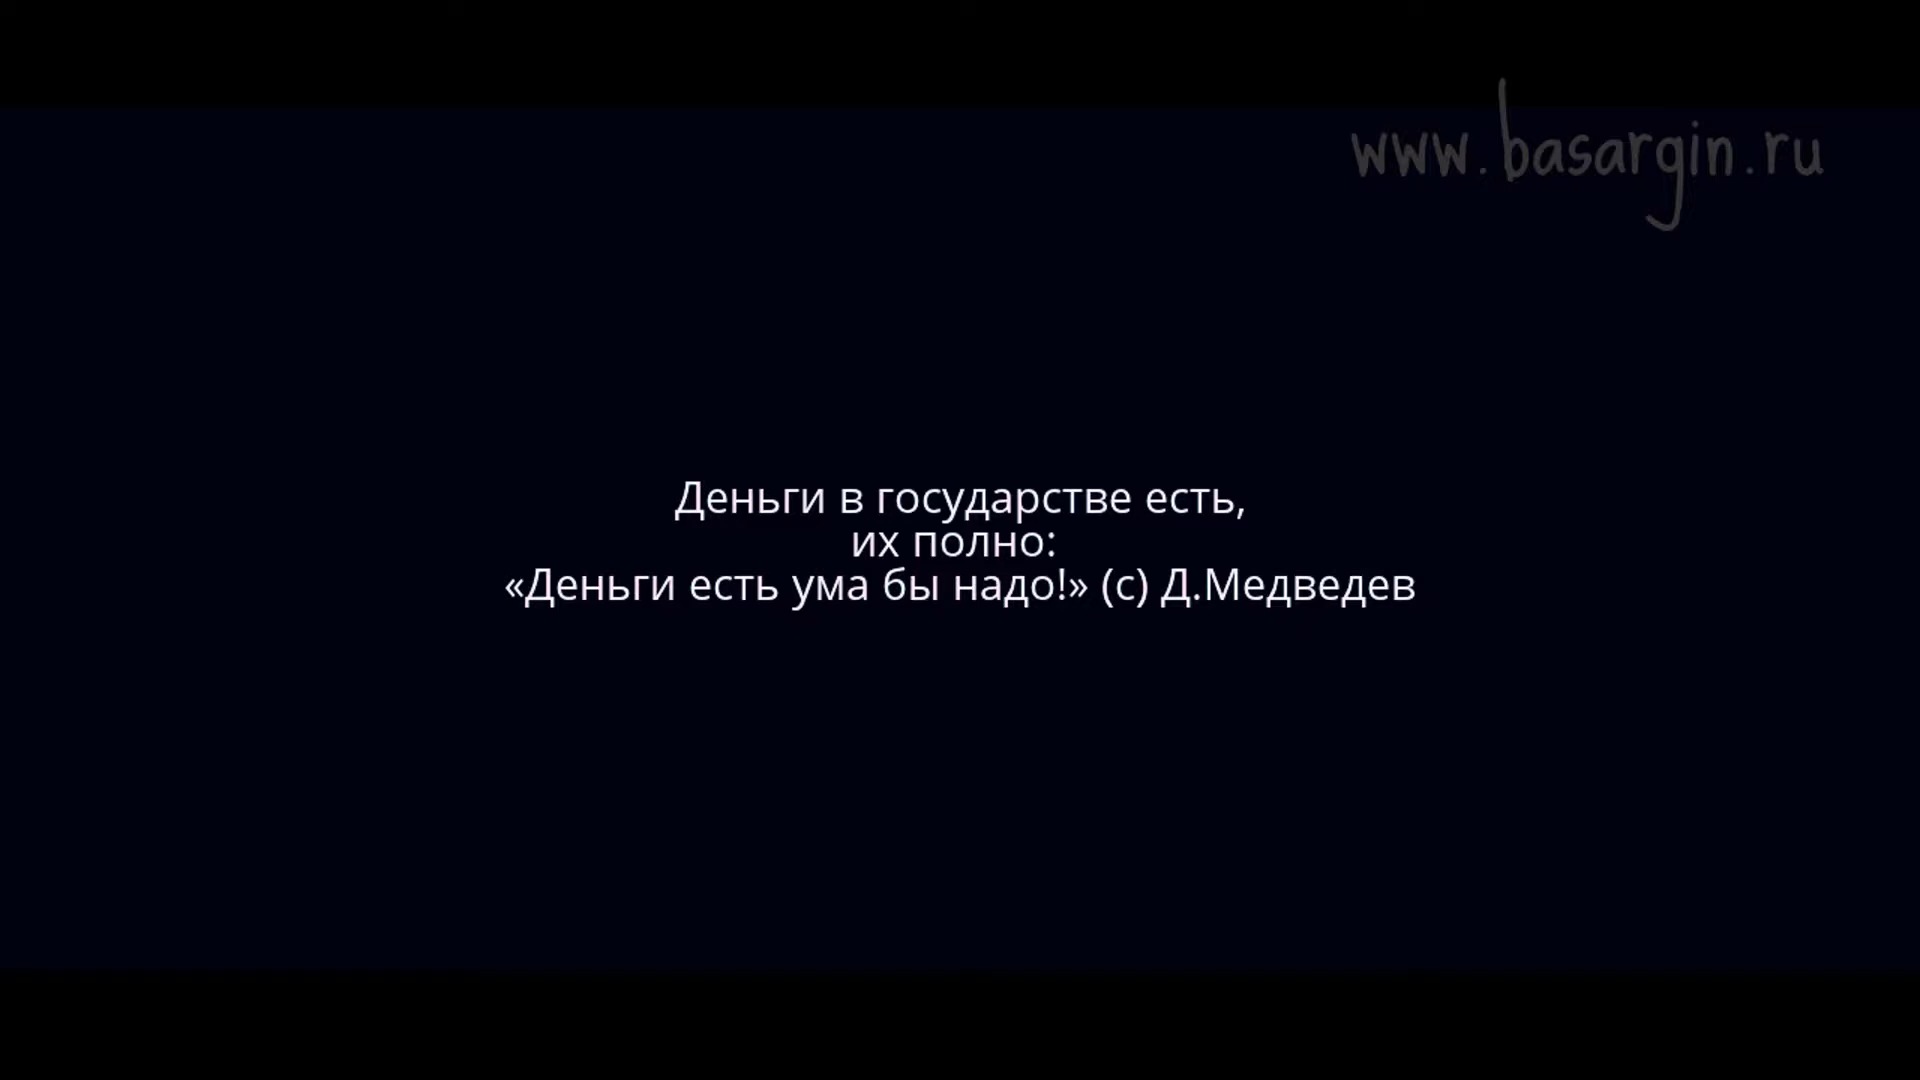 www.basargin.ru
Деньги в государстве есть,
их полно:
«Деньги есть ума бы надо!» (с) Д.Медведев